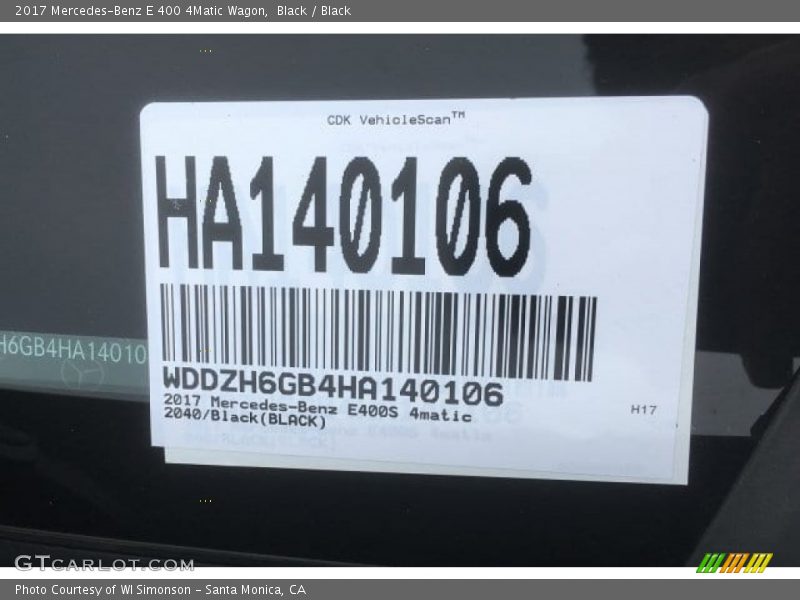 2017 Mercedes-Benz E 400 4Matic Wagon, Black / Black
CDK VehicleScan™
HA140106
H6GB4HA14010
WDDZH6GB4HA140106
2017 Mercedes-Benz E400S 4matic
2040/Black(BLACK)
H17
GTcarlot.com
Photo Courtesy of WI Simonson - Santa Monica, CA